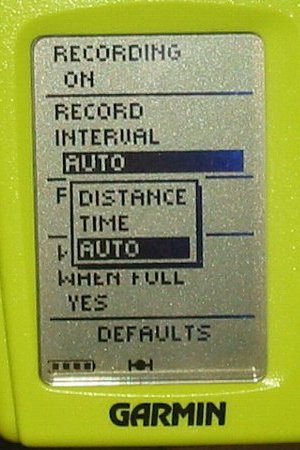 RECORDING
ON
RECORD
INTERVAL
AUTO
DISTANCE
TIME
AUTO
WHEN FULL
YES
DEFAULTS
GARMIN